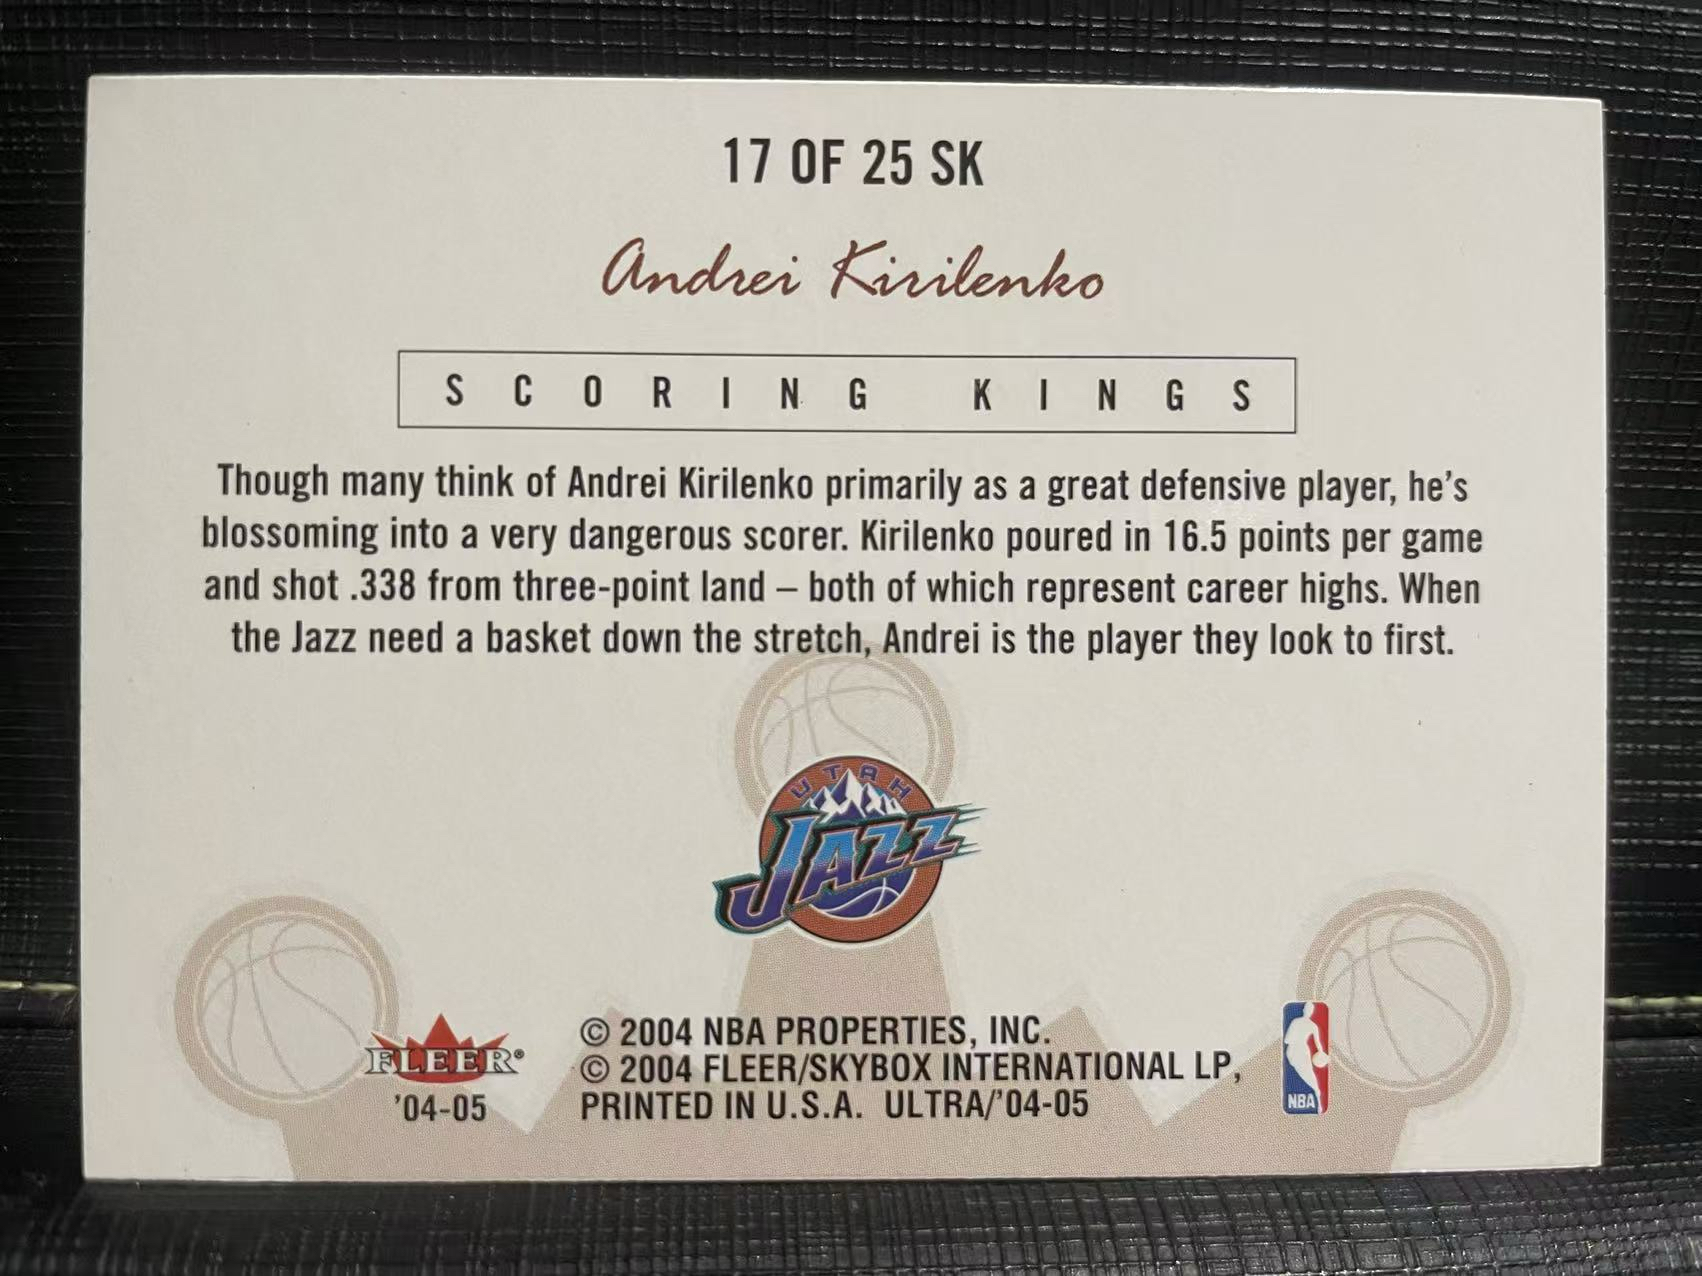 17 OF 25 SK
Andrei Kirilenko
SCORING KINGS
Though many think of Andrei Kirilenko primarily as a great defensive player, he's
blossoming into a very dangerous scorer. Kirilenko poured in 16.5 points per game
and shot .338 from three-point land – both of which represent career highs. When
the Jazz need a basket down the stretch, Andrei is the player they look to first.
UTAH
JAZZ
FLEER®
'04-05
© 2004 NBA PROPERTIES, INC.
© 2004 FLEER/SKYBOX INTERNATIONAL LP,
PRINTED IN U.S.A. ULTRA/'04-05
NBA